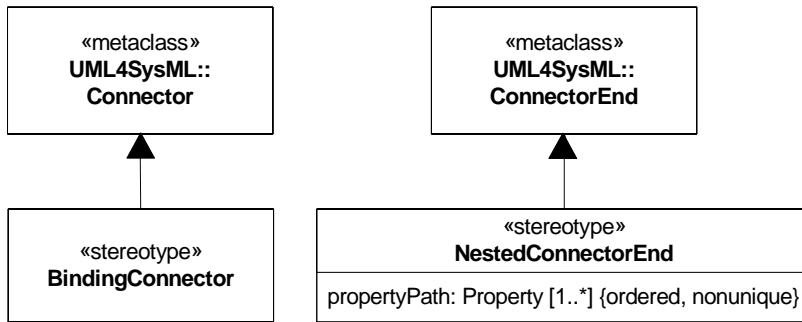 «metaclass»
UML4SysML::
Connector
«metaclass»
UML4SysML::
ConnectorEnd
«stereotype»
BindingConnector
«stereotype»
NestedConnectorEnd
propertyPath: Property [1..*] {ordered, nonunique}